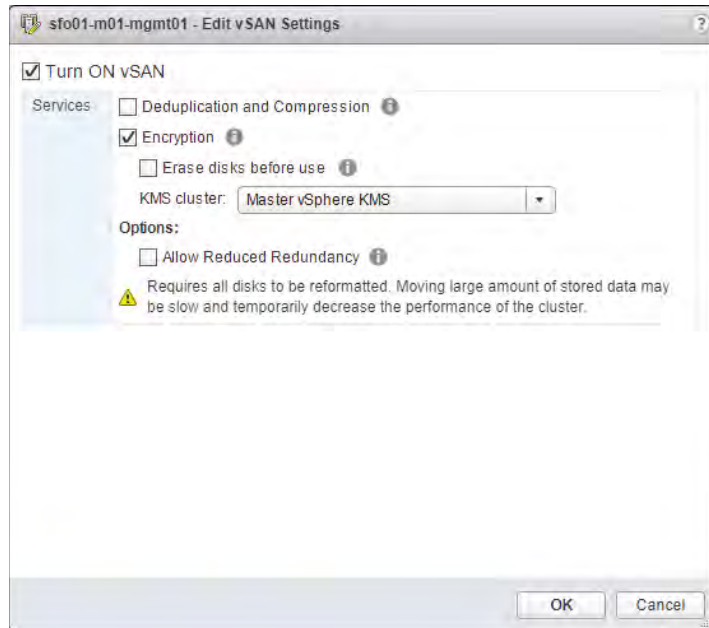 sfo01-m01-mgmt01 - Edit vSAN Settings
?
Turn ON vSAN
Services
Deduplication and Compression
Encryption
Erase disks before use
KMS cluster: Master vSphere KMS
Options:
Allow Reduced Redundancy
Requires all disks to be reformatted. Moving large amount of stored data may
be slow and temporarily decrease the performance of the cluster.
OK Cancel